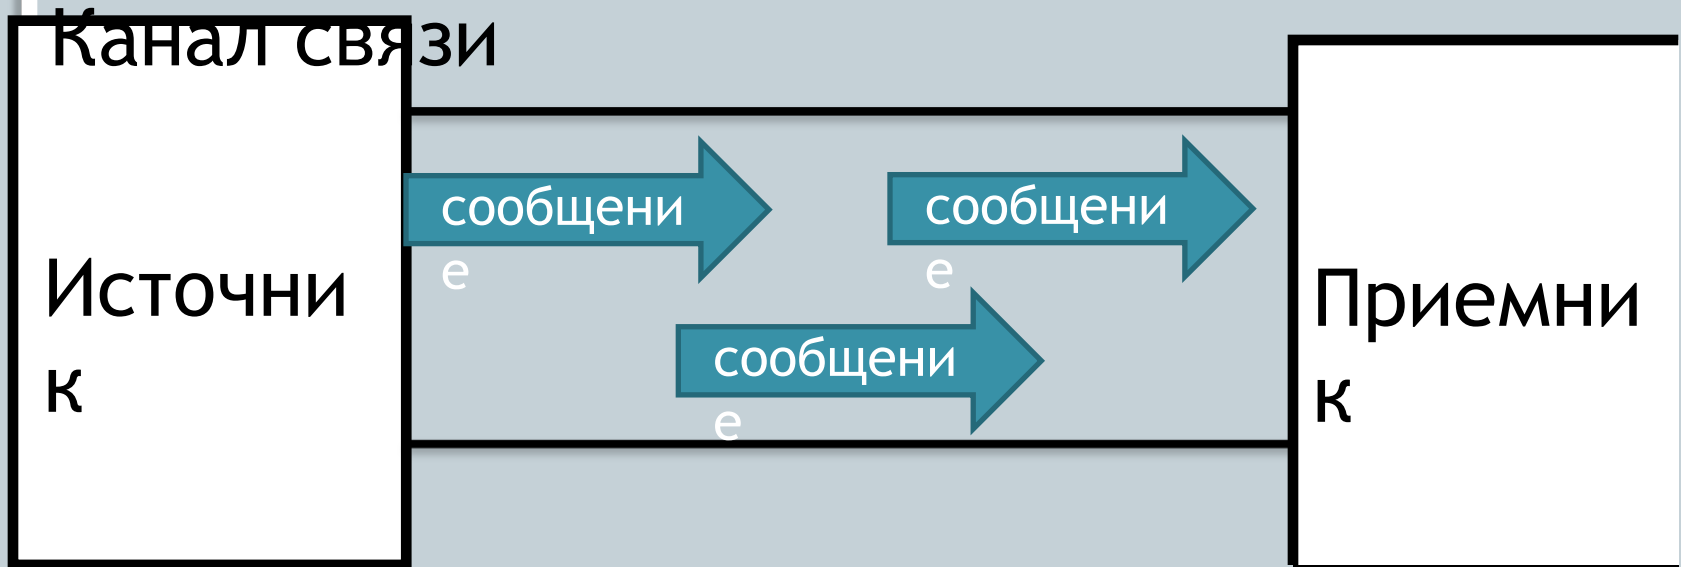 Канал связи
сообщени
е
сообщени
е
Источни
к
сообщени
е
Приемни
к